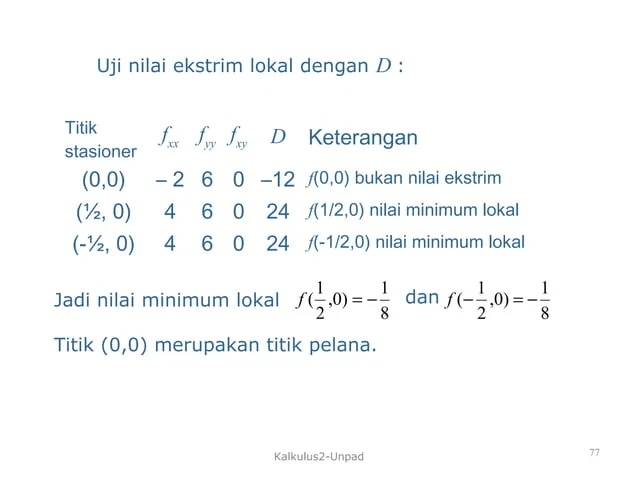 Uji nilai ekstrim lokal dengan D :
Titik stasioner fxx fyy fxy D Keterangan
(0,0) – 2 6 0 –12 f(0,0) bukan nilai ekstrim
(½, 0) 4 6 0 24 f(1/2,0) nilai minimum lokal
(-½, 0) 4 6 0 24 f(-1/2,0) nilai minimum lokal
Jadi nilai minimum lokal f(1/2,0) = −1/8 dan f(−1/2,0) = −1/8
Titik (0,0) merupakan titik pelana.
Kalkulus2-Unpad 77